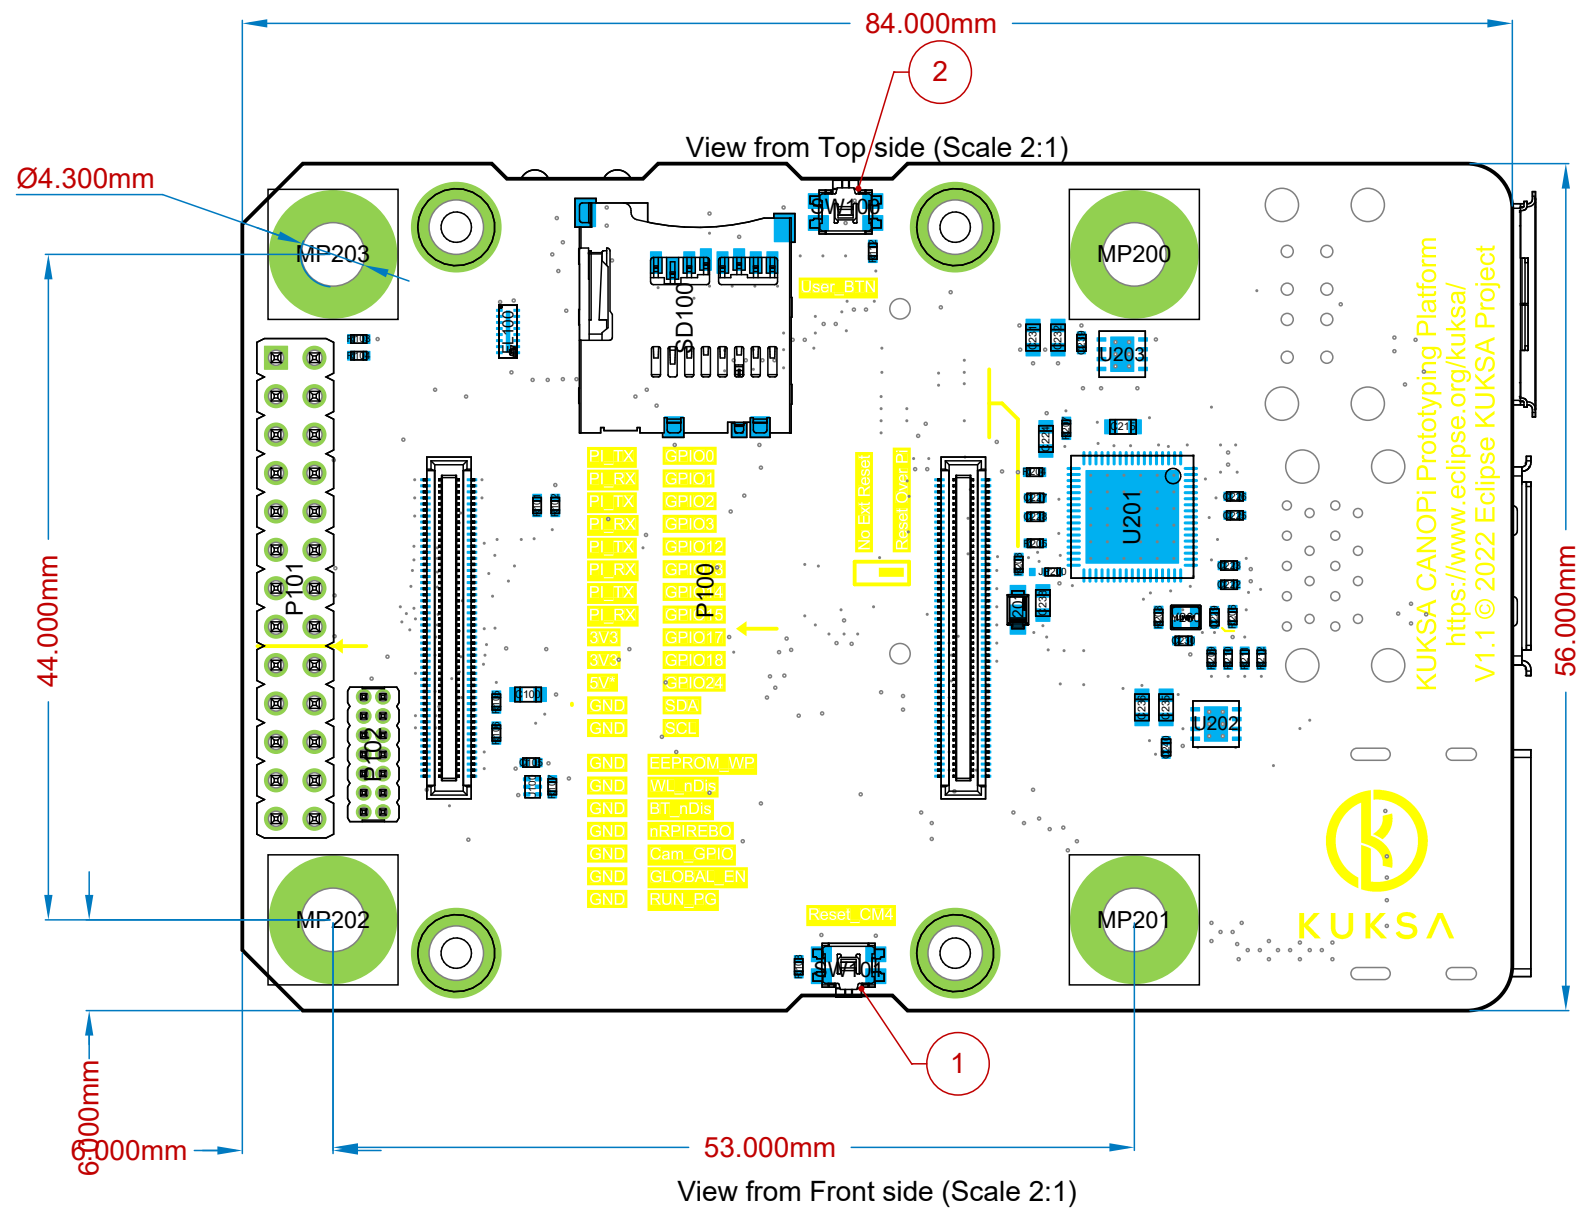 84.000mm
2
View from Top side (Scale 2:1)
Ø4.300mm
MP203
SW100
MP200
User_BTN
SD100
U203
KUKSA CANOPi Prototyping Platform
https://www.eclipse.org/kuksa/
V1.1 © 2022 Eclipse KUKSA Project
PI_TX GPIO0
PI_RX GPIO1
PI_TX GPIO2
PI_RX GPIO3
PI_TX GPIO12
PI_RX
PI_TX
PI_RX
3V3 GPIO17
3V3 GPIO18
5V* GPIO24
GND SDA
GND SCL
GND EEPROM_WP
GND WL_nDis
GND BT_nDis
GND nRPIREBO
GND Cam_GPIO
GND GLOBAL_EN
GND RUN_PG
P100
No Ext Reset
Reset Over PI
U201
P101
P102
U202
44.000mm
56.000mm
MP202
MP201
Reset_CM4
KUKSA
1
6.000mm
6.000mm
53.000mm
View from Front side (Scale 2:1)